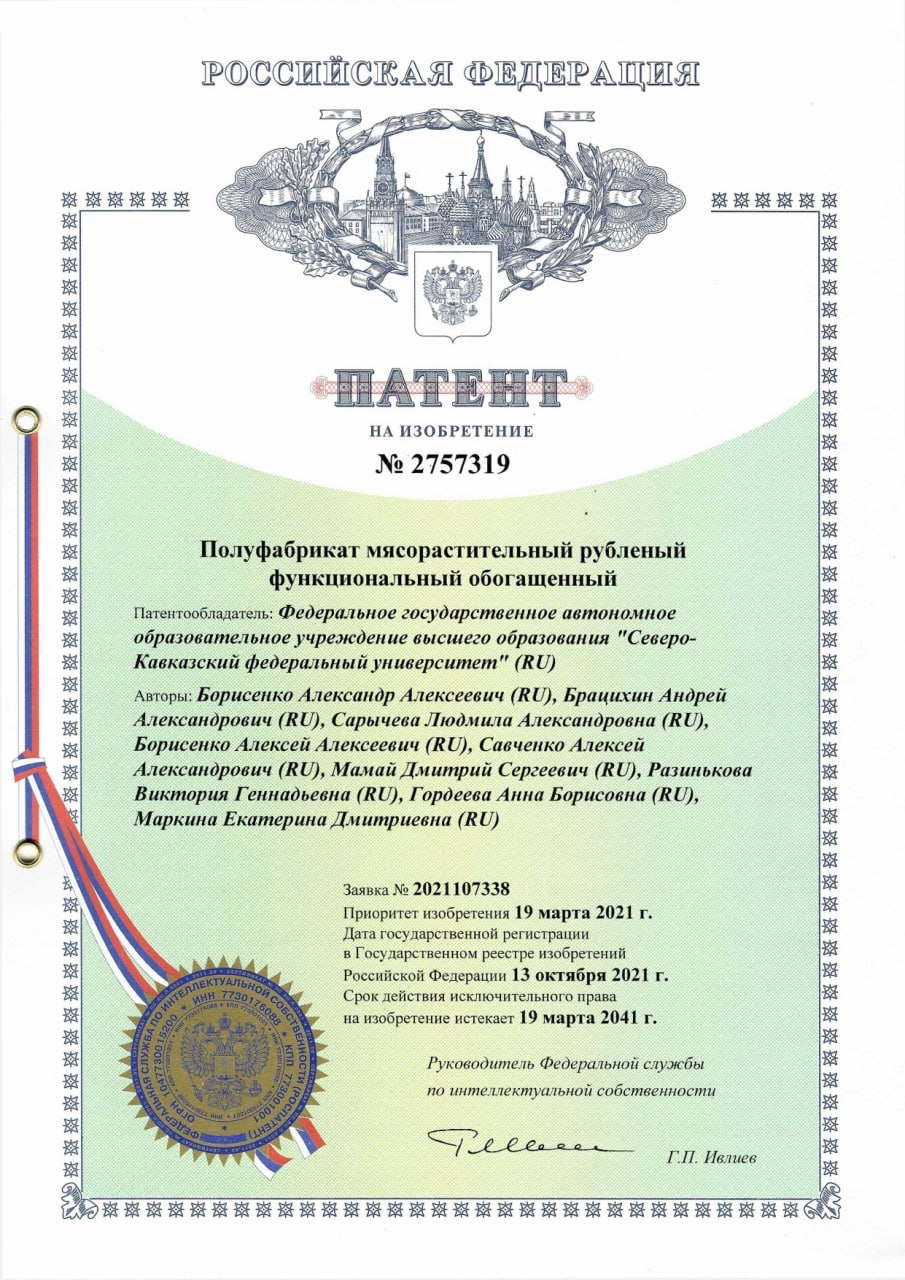 РОССИЙСКАЯ ФЕДЕРАЦИЯ
ПАТЕНТ
НА ИЗОБРЕТЕНИЕ
№ 2757319
Полуфабрикат мясорастительный рубленый
функциональный обогащенный
Патентообладатель: Федеральное государственное автономное
образовательное учреждение высшего образования "Северо-
Кавказский федеральный университет" (RU)
Авторы: Борисенко Александр Алексеевич (RU), Брацихин Андрей
Александрович (RU), Сарычева Людмила Александровна (RU),
Борисенко Алексей Алексеевич (RU), Савченко Алексей
Александрович (RU), Мамай Дмитрий Сергеевич (RU), Разинькова
Виктория Геннадьевна (RU), Гордеева Анна Борисовна (RU),
Маркина Екатерина Дмитриевна (RU)
Заявка № 2021107338
Приоритет изобретения 19 марта 2021 г.
Дата государственной регистрации
в Государственном реестре изобретений
Российской Федерации 13 октября 2021 г.
Срок действия исключительного права
на изобретение истекает 19 марта 2041 г.
Руководитель Федеральной службы
по интеллектуальной собственности
Г.П. Ивлиев
ФЕДЕРАЛЬНАЯ СЛУЖБА ПО ИНТЕЛЛЕКТУАЛЬНОЙ СОБСТВЕННОСТИ (РОСПАТЕНТ)
ОГРН 1047730015200 * ИНН 7730176088 * КПП 773001001